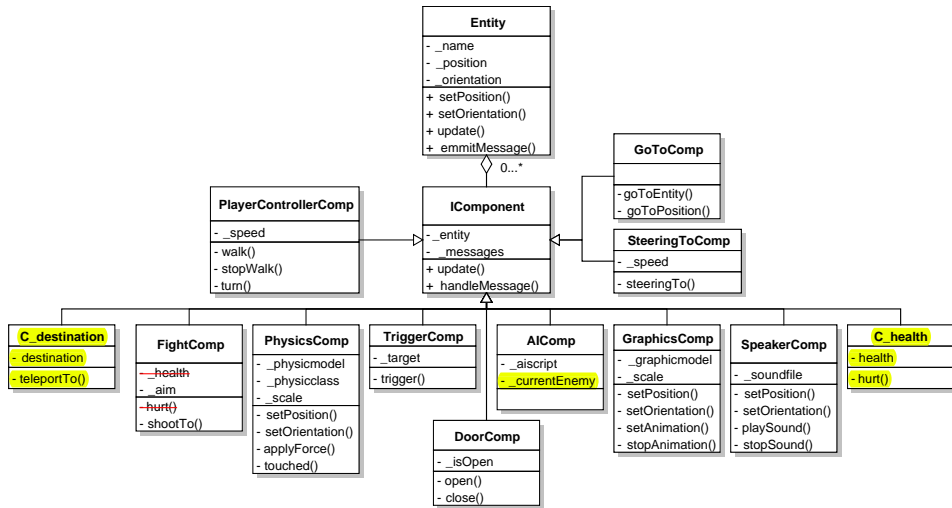 Entity
- _name
- _position
- _orientation
+ setPosition()
+ setOrientation()
+ update()
+ emmitMessage()
0...*
GoToComp
- goToEntity()
- goToPosition()
PlayerControllerComp
- _speed
- walk()
- stopWalk()
- turn()
IComponent
- _entity
- _messages
+ update()
+ handleMessage()
SteeringToComp
- _speed
- steeringTo()
C_destination
- destination
- teleportTo()
FightComp
- _health
- _aim
- hurt()
- shootTo()
PhysicsComp
- _physicmodel
- _physicclass
- _scale
- setPosition()
- setOrientation()
- applyForce()
- touched()
TriggerComp
- _target
- trigger()
AIComp
- _aiscript
- _currentEnemy
GraphicsComp
- _graphicmodel
- _scale
- setPosition()
- setOrientation()
- setAnimation()
- stopAnimation()
SpeakerComp
- _soundfile
- setPosition()
- setOrientation()
- playSound()
- stopSound()
C_health
- health
- hurt()
DoorComp
- _isOpen
- open()
- close()